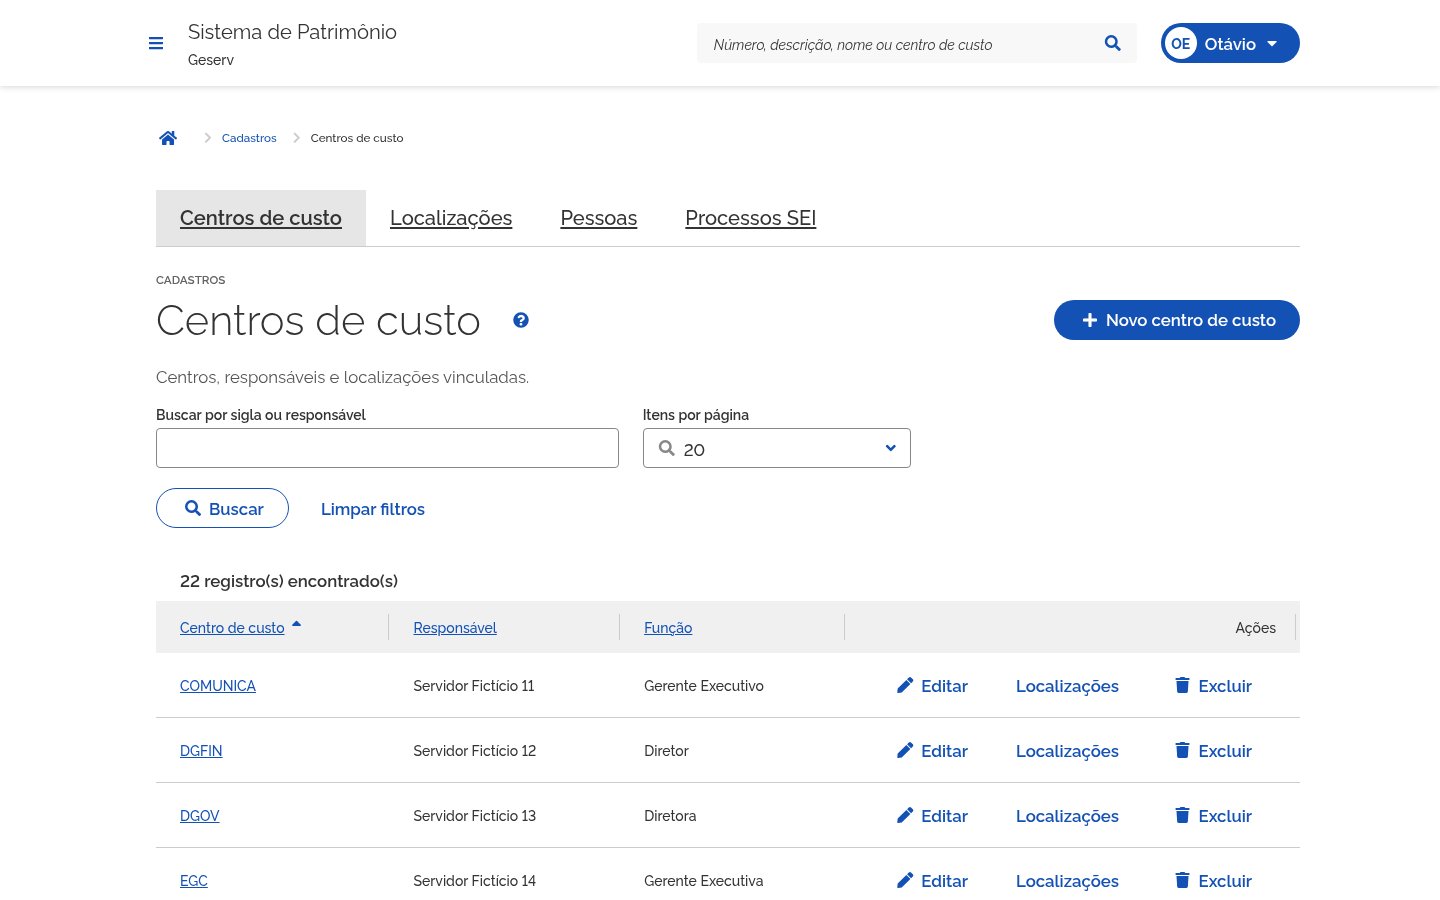 Sistema de Patrimônio
Geserv
Número, descrição, nome ou centro de custo
OE Otávio
Cadastros Centros de custo
Centros de custo Localizações Pessoas Processos SEI
CADASTROS
Centros de custo
Novo centro de custo
Centros, responsáveis e localizações vinculadas.
Buscar por sigla ou responsável Itens por página
20
Buscar Limpar filtros
22 registro(s) encontrado(s)
Centro de custo Responsável Função Ações
COMUNICA Servidor Fictício 11 Gerente Executivo Editar Localizações Excluir
DGFIN Servidor Fictício 12 Diretor Editar Localizações Excluir
DGOV Servidor Fictício 13 Diretora Editar Localizações Excluir
EGC Servidor Fictício 14 Gerente Executiva Editar Localizações Excluir